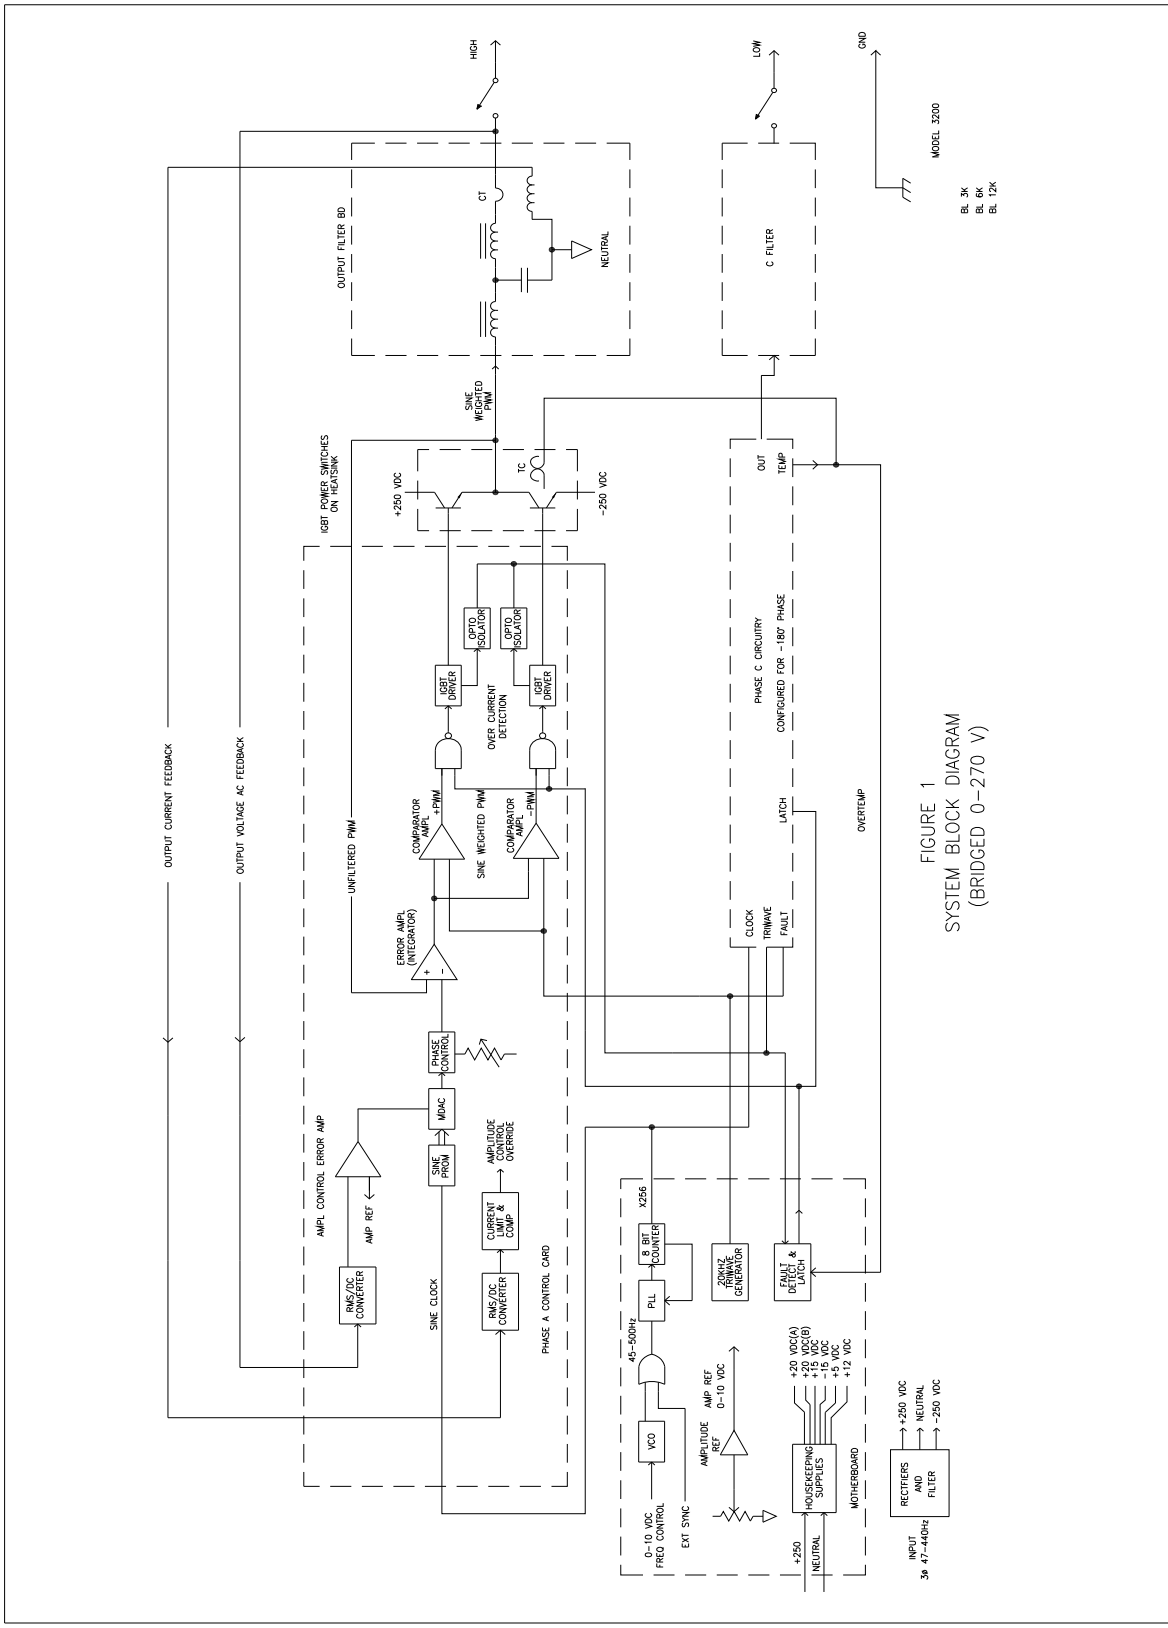 OUTPUT CURRENT FEEDBACK
OUTPUT VOLTAGE AC FEEDBACK
UNFILTERED PWM
IGBT POWER SWITCHES
ON HEATSINK
OUTPUT FILTER BD
HIGH
CT
NEUTRAL
SINE
WEIGHTED
PWM
+250 VDC
TC
-250 VDC
AMPL CONTROL ERROR AMP
RMS/DC
CONVERTER
AMP REF
SINE
PROM
MDAC
PHASE
CONTROL
ERROR AMPL
(INTEGRATOR)
+
-
COMPARATOR
AMPL
+PWM
SINE WEIGHTED PWM
COMPARATOR
AMPL
-PWM
IGBT
DRIVER
OVER CURRENT
DETECTION
IGBT
DRIVER
OPTO
ISOLATOR
OPTO
ISOLATOR
SINE CLOCK
RMS/DC
CONVERTER
CURRENT
LIMIT &
COMP
AMPLITUDE
CONTROL
OVERRIDE
PHASE A CONTROL CARD
0-10 VDC
FREQ CONTROL
EXT SYNC
VCO
45-500Hz
PLL
8 BIT
COUNTER
X256
AMPLITUDE
REF
AMP REF
0-10 VDC
20KHZ
TRIWAVE
GENERATOR
FAULT
DETECT &
LATCH
+250
NEUTRAL
HOUSEKEEPING
SUPPLIES
+20 VDC(A)
+20 VDC(B)
+15 VDC
-15 VDC
+5 VDC
+12 VDC
MOTHERBOARD
INPUT
3ø 47-440Hz
RECTFIERS
AND
FILTER
+250 VDC
NEUTRAL
-250 VDC
CLOCK
TRIWAVE
FAULT
LATCH
PHASE C CIRCUITRY
CONFIGURED FOR -180° PHASE
OUT
TEMP
OVERTEMP
C FILTER
LOW
GND
MODEL 3200
BL 3K
BL 6K
BL 12K
FIGURE 1
SYSTEM BLOCK DIAGRAM
(BRIDGED 0-270 V)